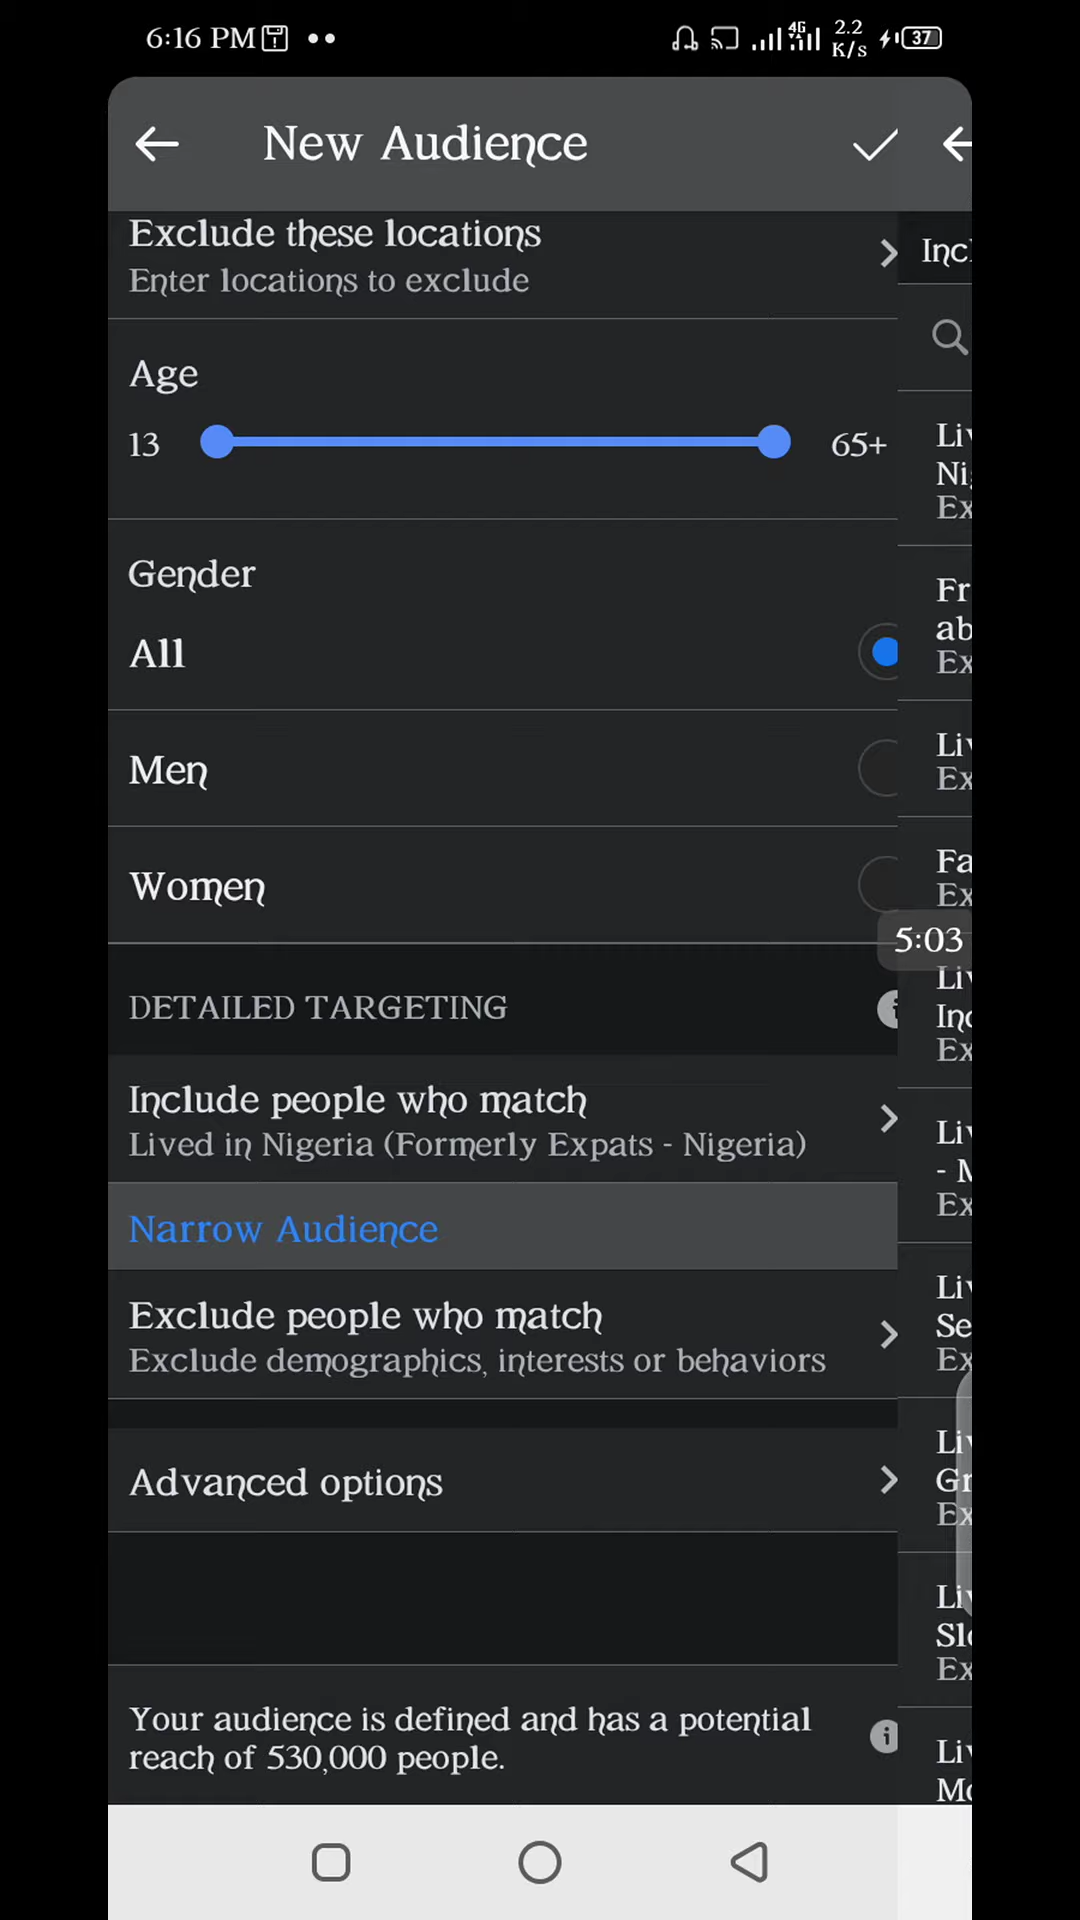 6:16 PM
4G 2.2 K/s 37
New Audience
Exclude these locations
Enter locations to exclude
Age
13
65+
Gender
All
Men
Women
DETAILED TARGETING
Include people who match
Lived in Nigeria (Formerly Expats - Nigeria)
Narrow Audience
Exclude people who match
Exclude demographics, interests or behaviors
Advanced options
Your audience is defined and has a potential
reach of 530,000 people.
5:03